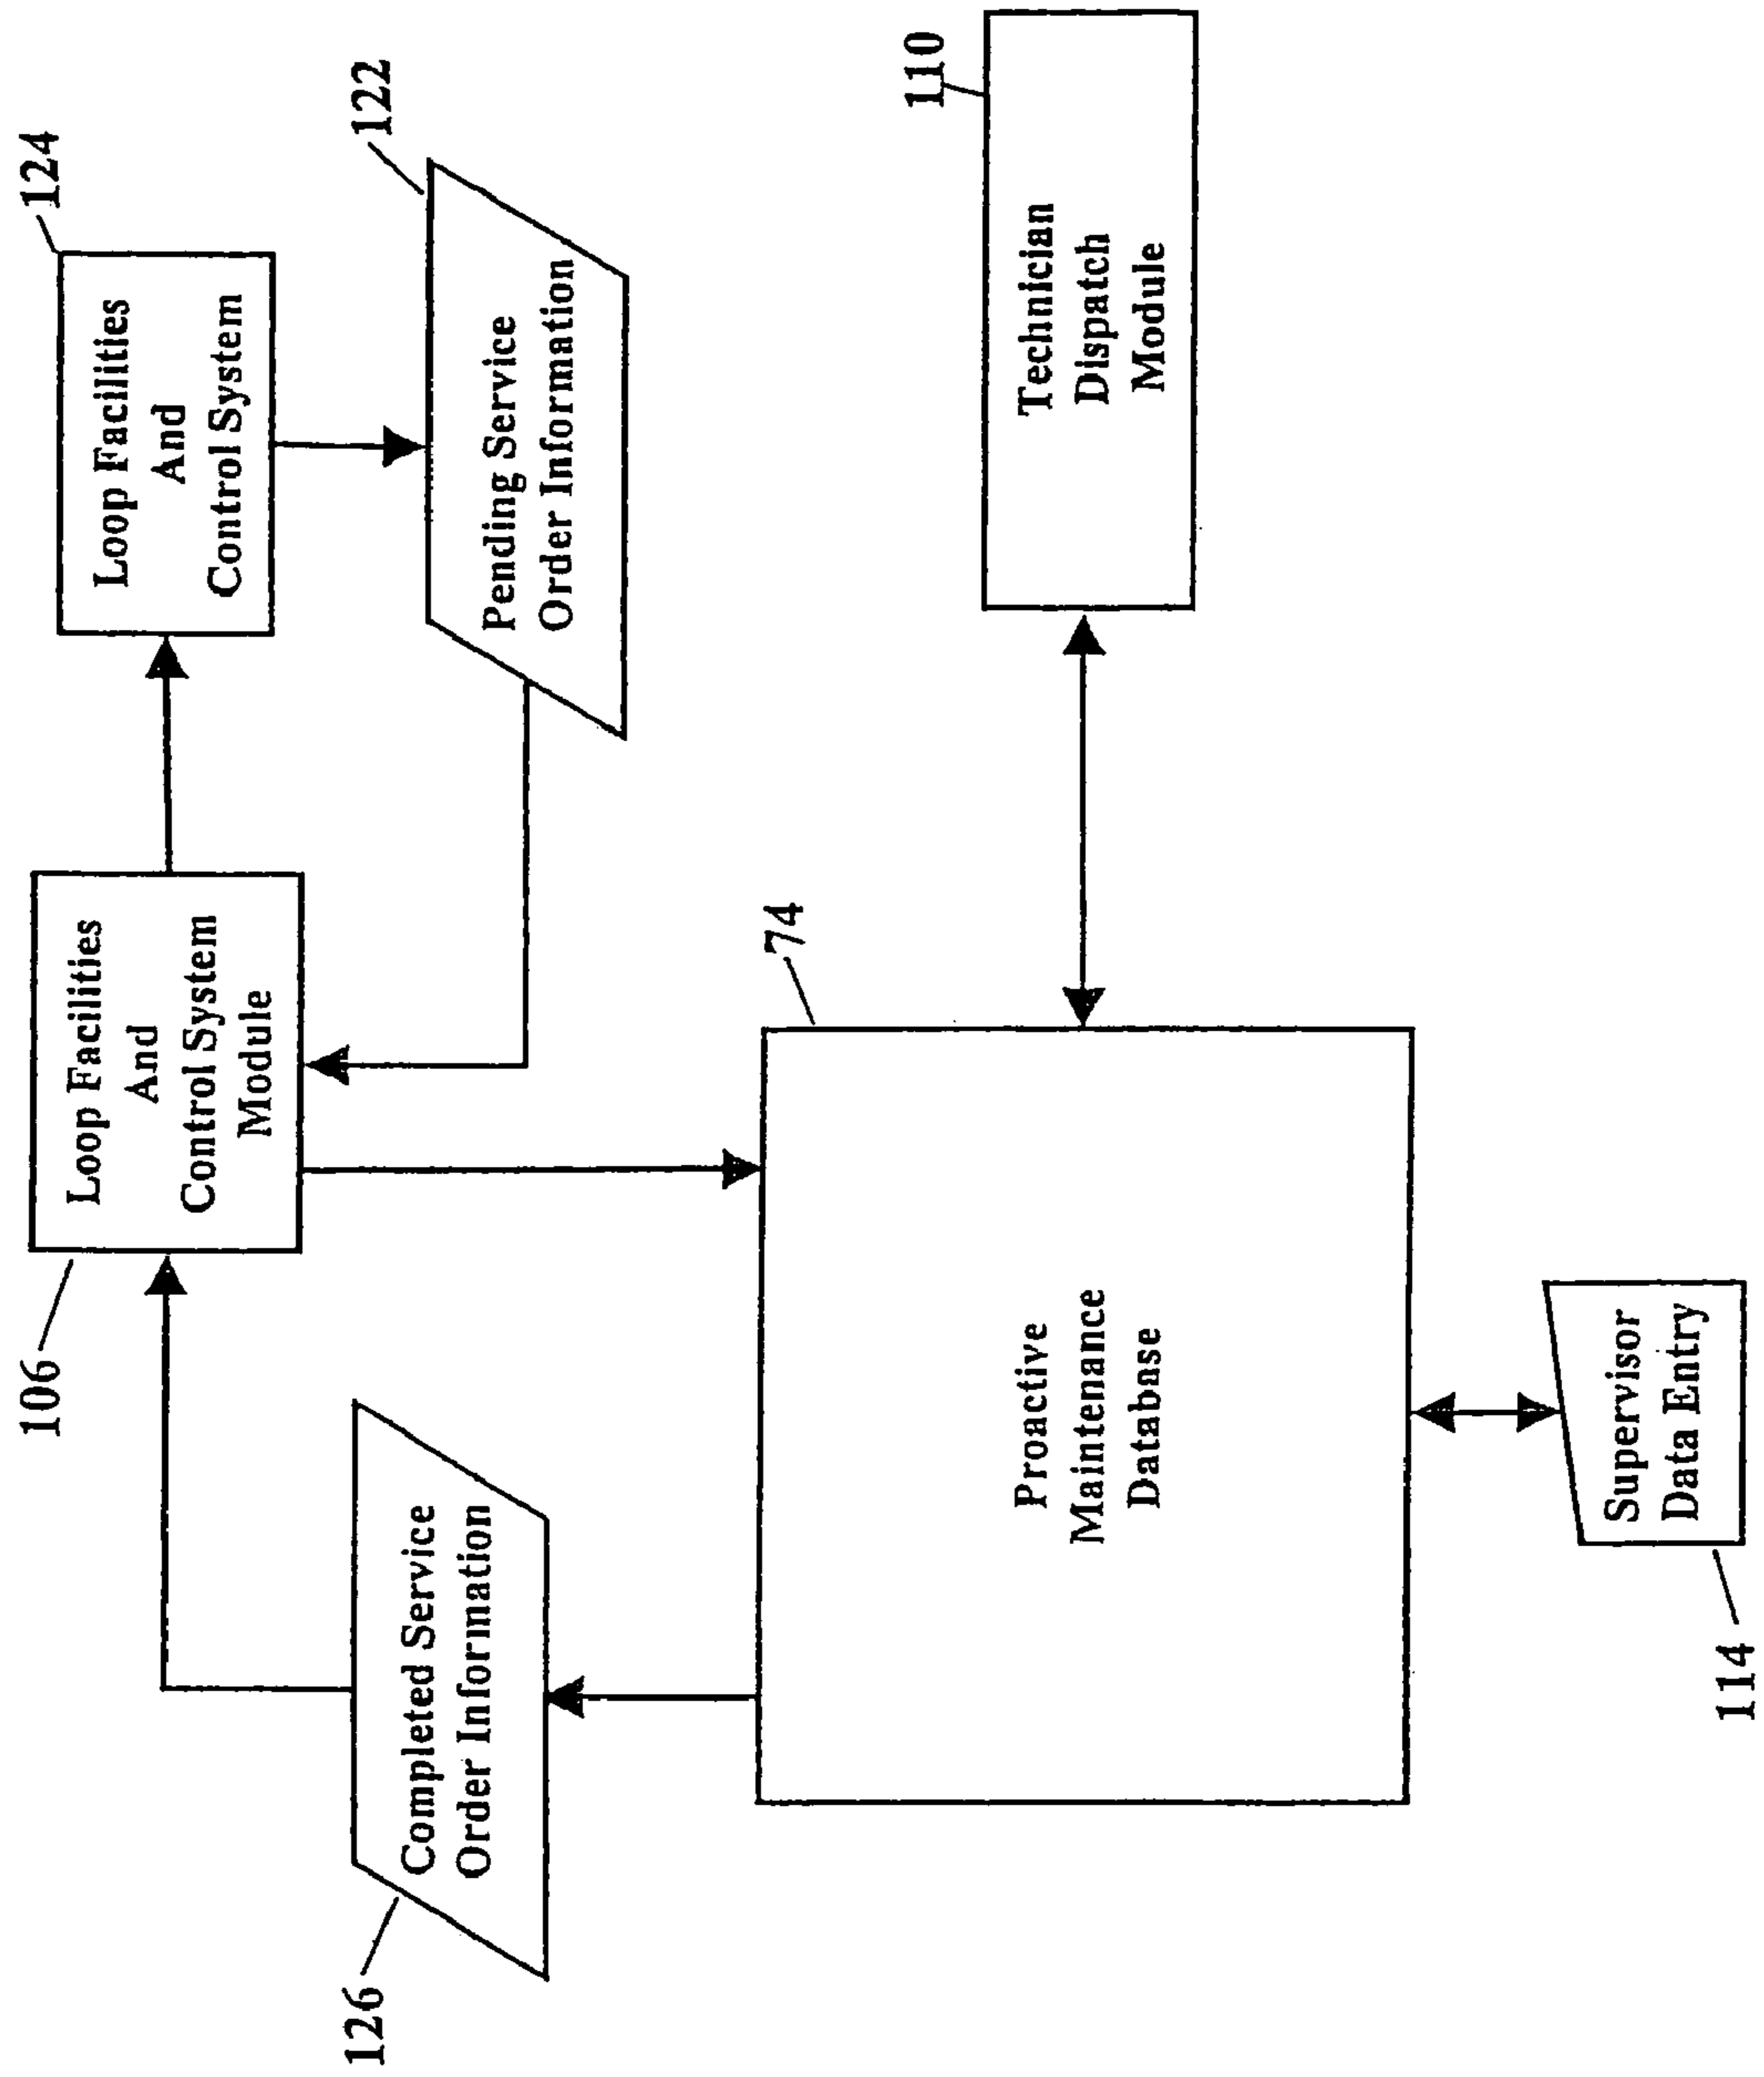 106
Loop Facilities
And
Control System
Module
124
Loop Facilities
And
Control System
126
Completed Service
Order Information
122
Pending Service
Order Information
74
Proactive
Maintenance
Database
110
Technician
Dispatch
Module
114
Supervisor
Data Entry